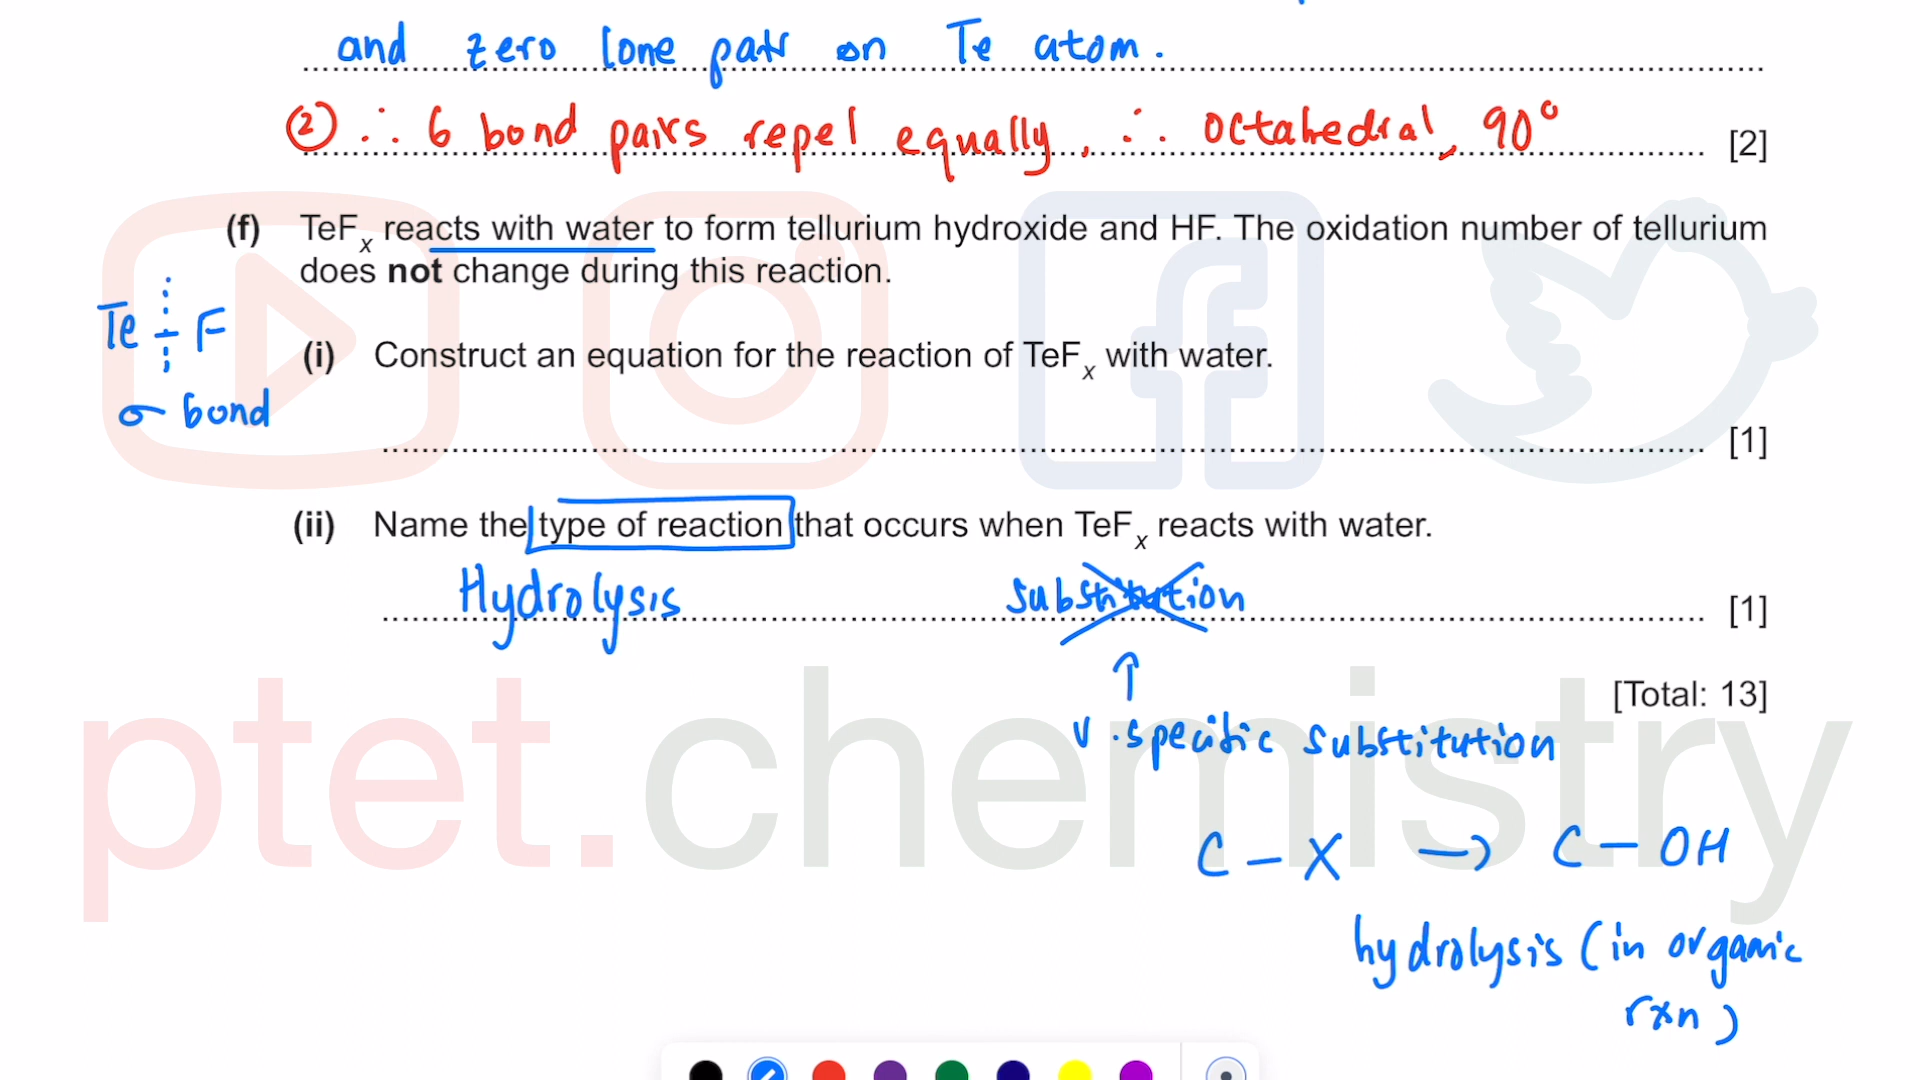 and zero lone pair on Te atom.
② ∴ 6 bond pairs repel equally, ∴ octahedral, 90° [2]
(f) TeFx reacts with water to form tellurium hydroxide and HF. The oxidation number of tellurium
does not change during this reaction.
Te - F
σ bond
(i) Construct an equation for the reaction of TeFx with water.
[1]
(ii) Name the type of reaction that occurs when TeFx reacts with water.
Hydrolysis substitution [1]
↑
[Total: 13]
v. specific substitution
ptet.chemistry
C - X → C - OH
hydrolysis (in organic
rxn)